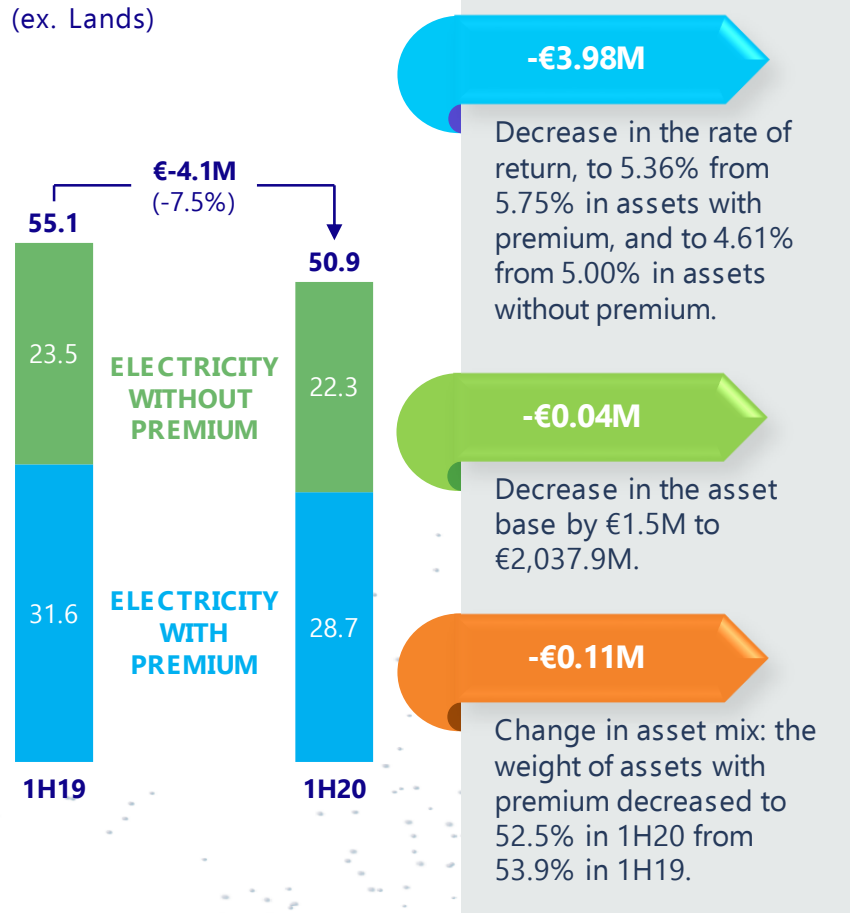 (ex. Lands)
€-4.1M
(-7.5%)
55.1
50.9
23.5
22.3
ELECTRICITY
WITHOUT
PREMIUM
31.6
28.7
ELECTRICITY
WITH
PREMIUM
1H19
1H20
-€3.98M
Decrease in the rate of
return, to 5.36% from
5.75% in assets with
premium, and to 4.61%
from 5.00% in assets
without premium.
-€0.04M
Decrease in the asset
base by €1.5M to
€2,037.9M.
-€0.11M
Change in asset mix: the
weight of assets with
premium decreased to
52.5% in 1H20 from
53.9% in 1H19.